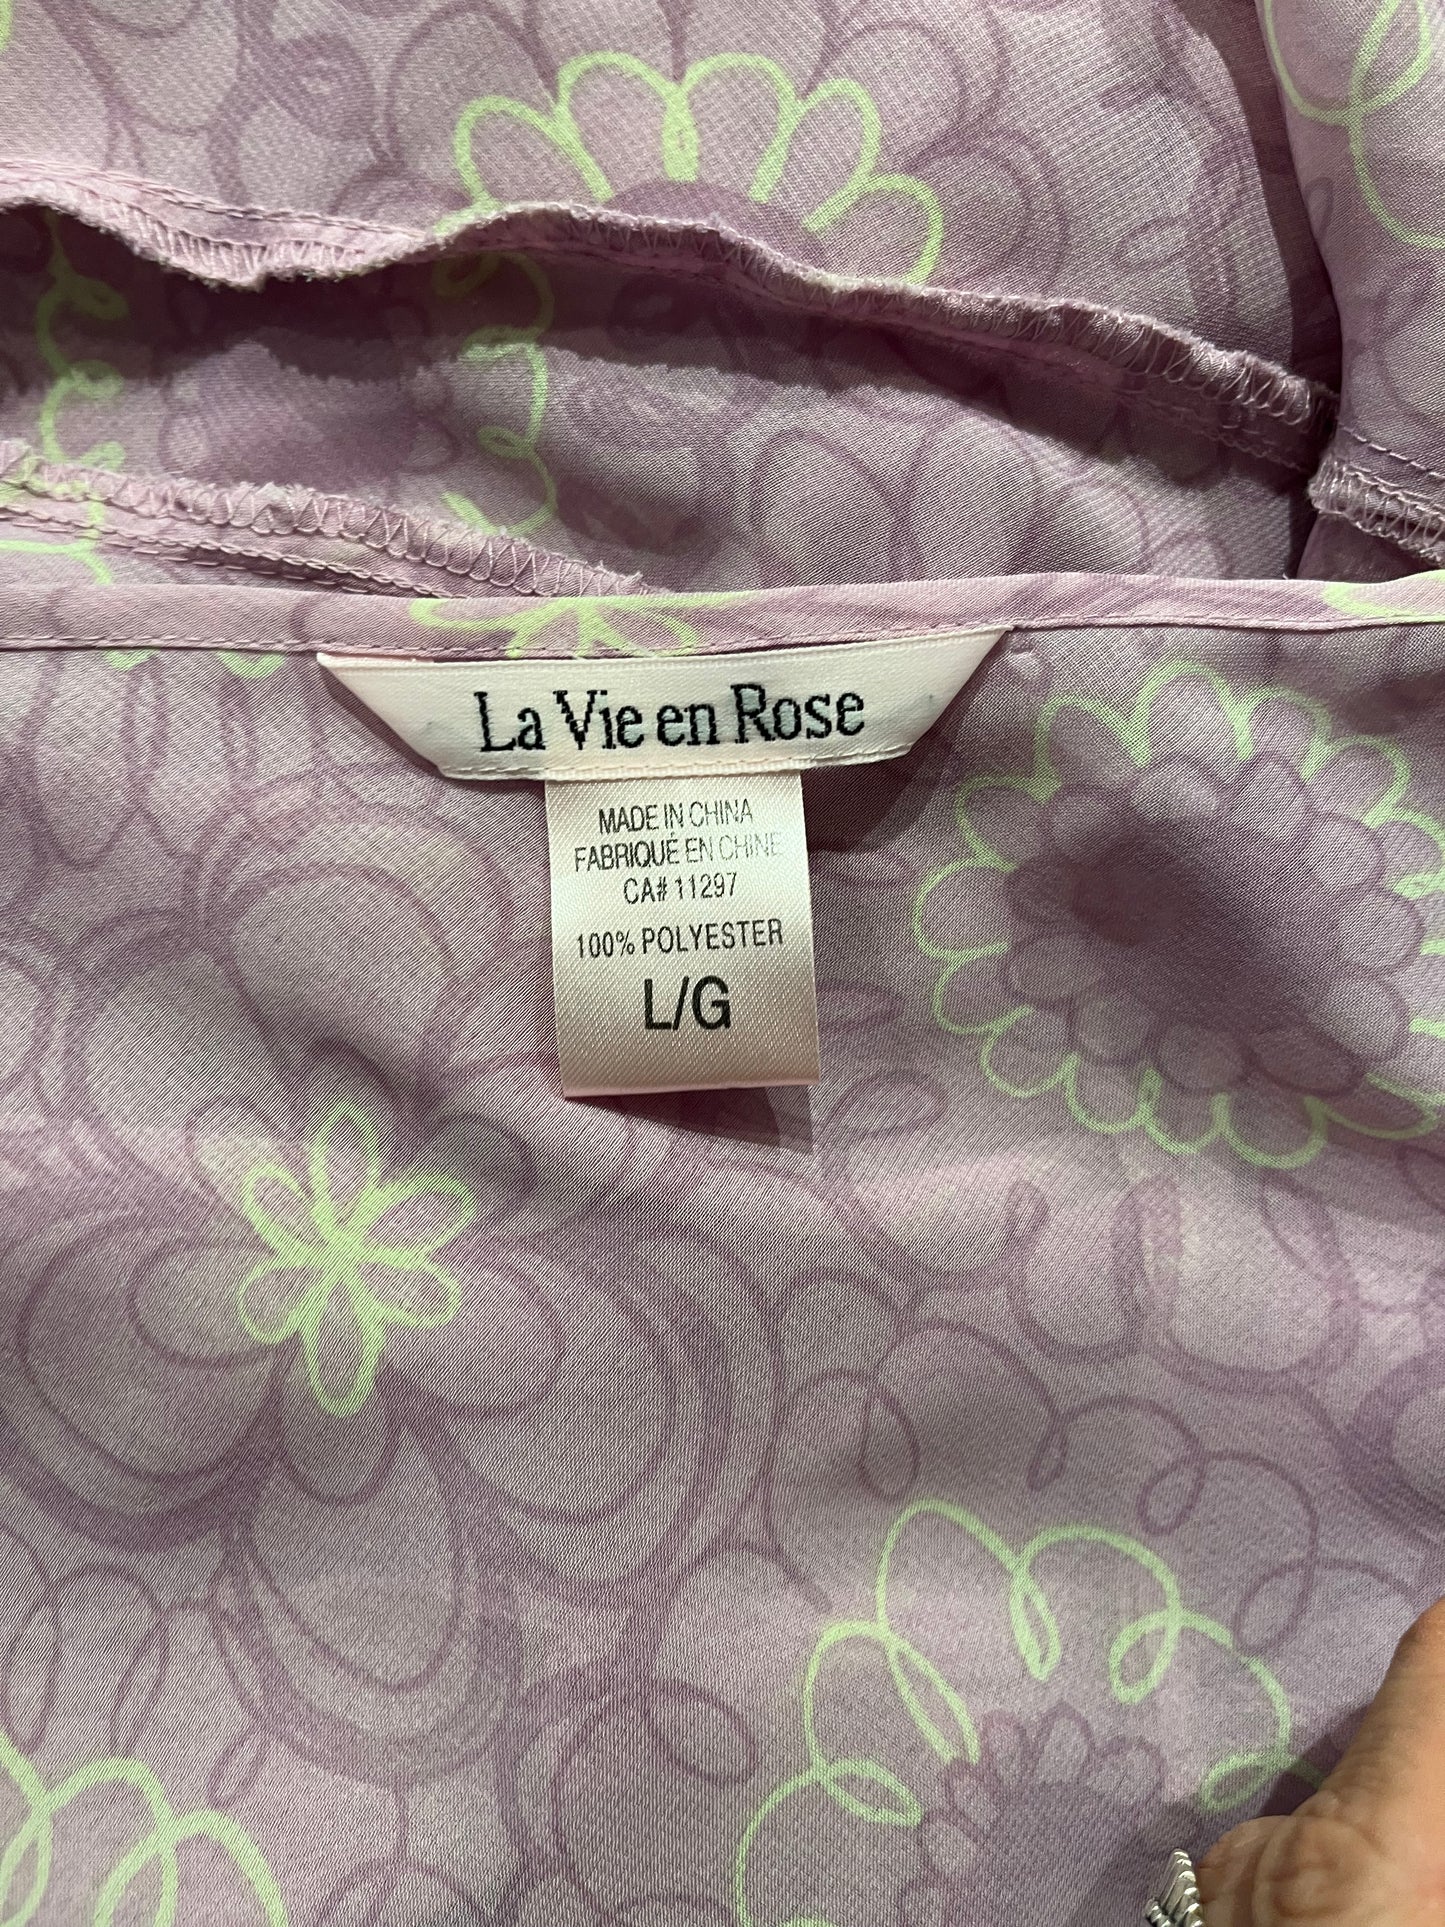 La Vie en Rose
MADE IN CHINA
FABRIQUÉ EN CHINE
CA# 11297
100% POLYESTER
L/G